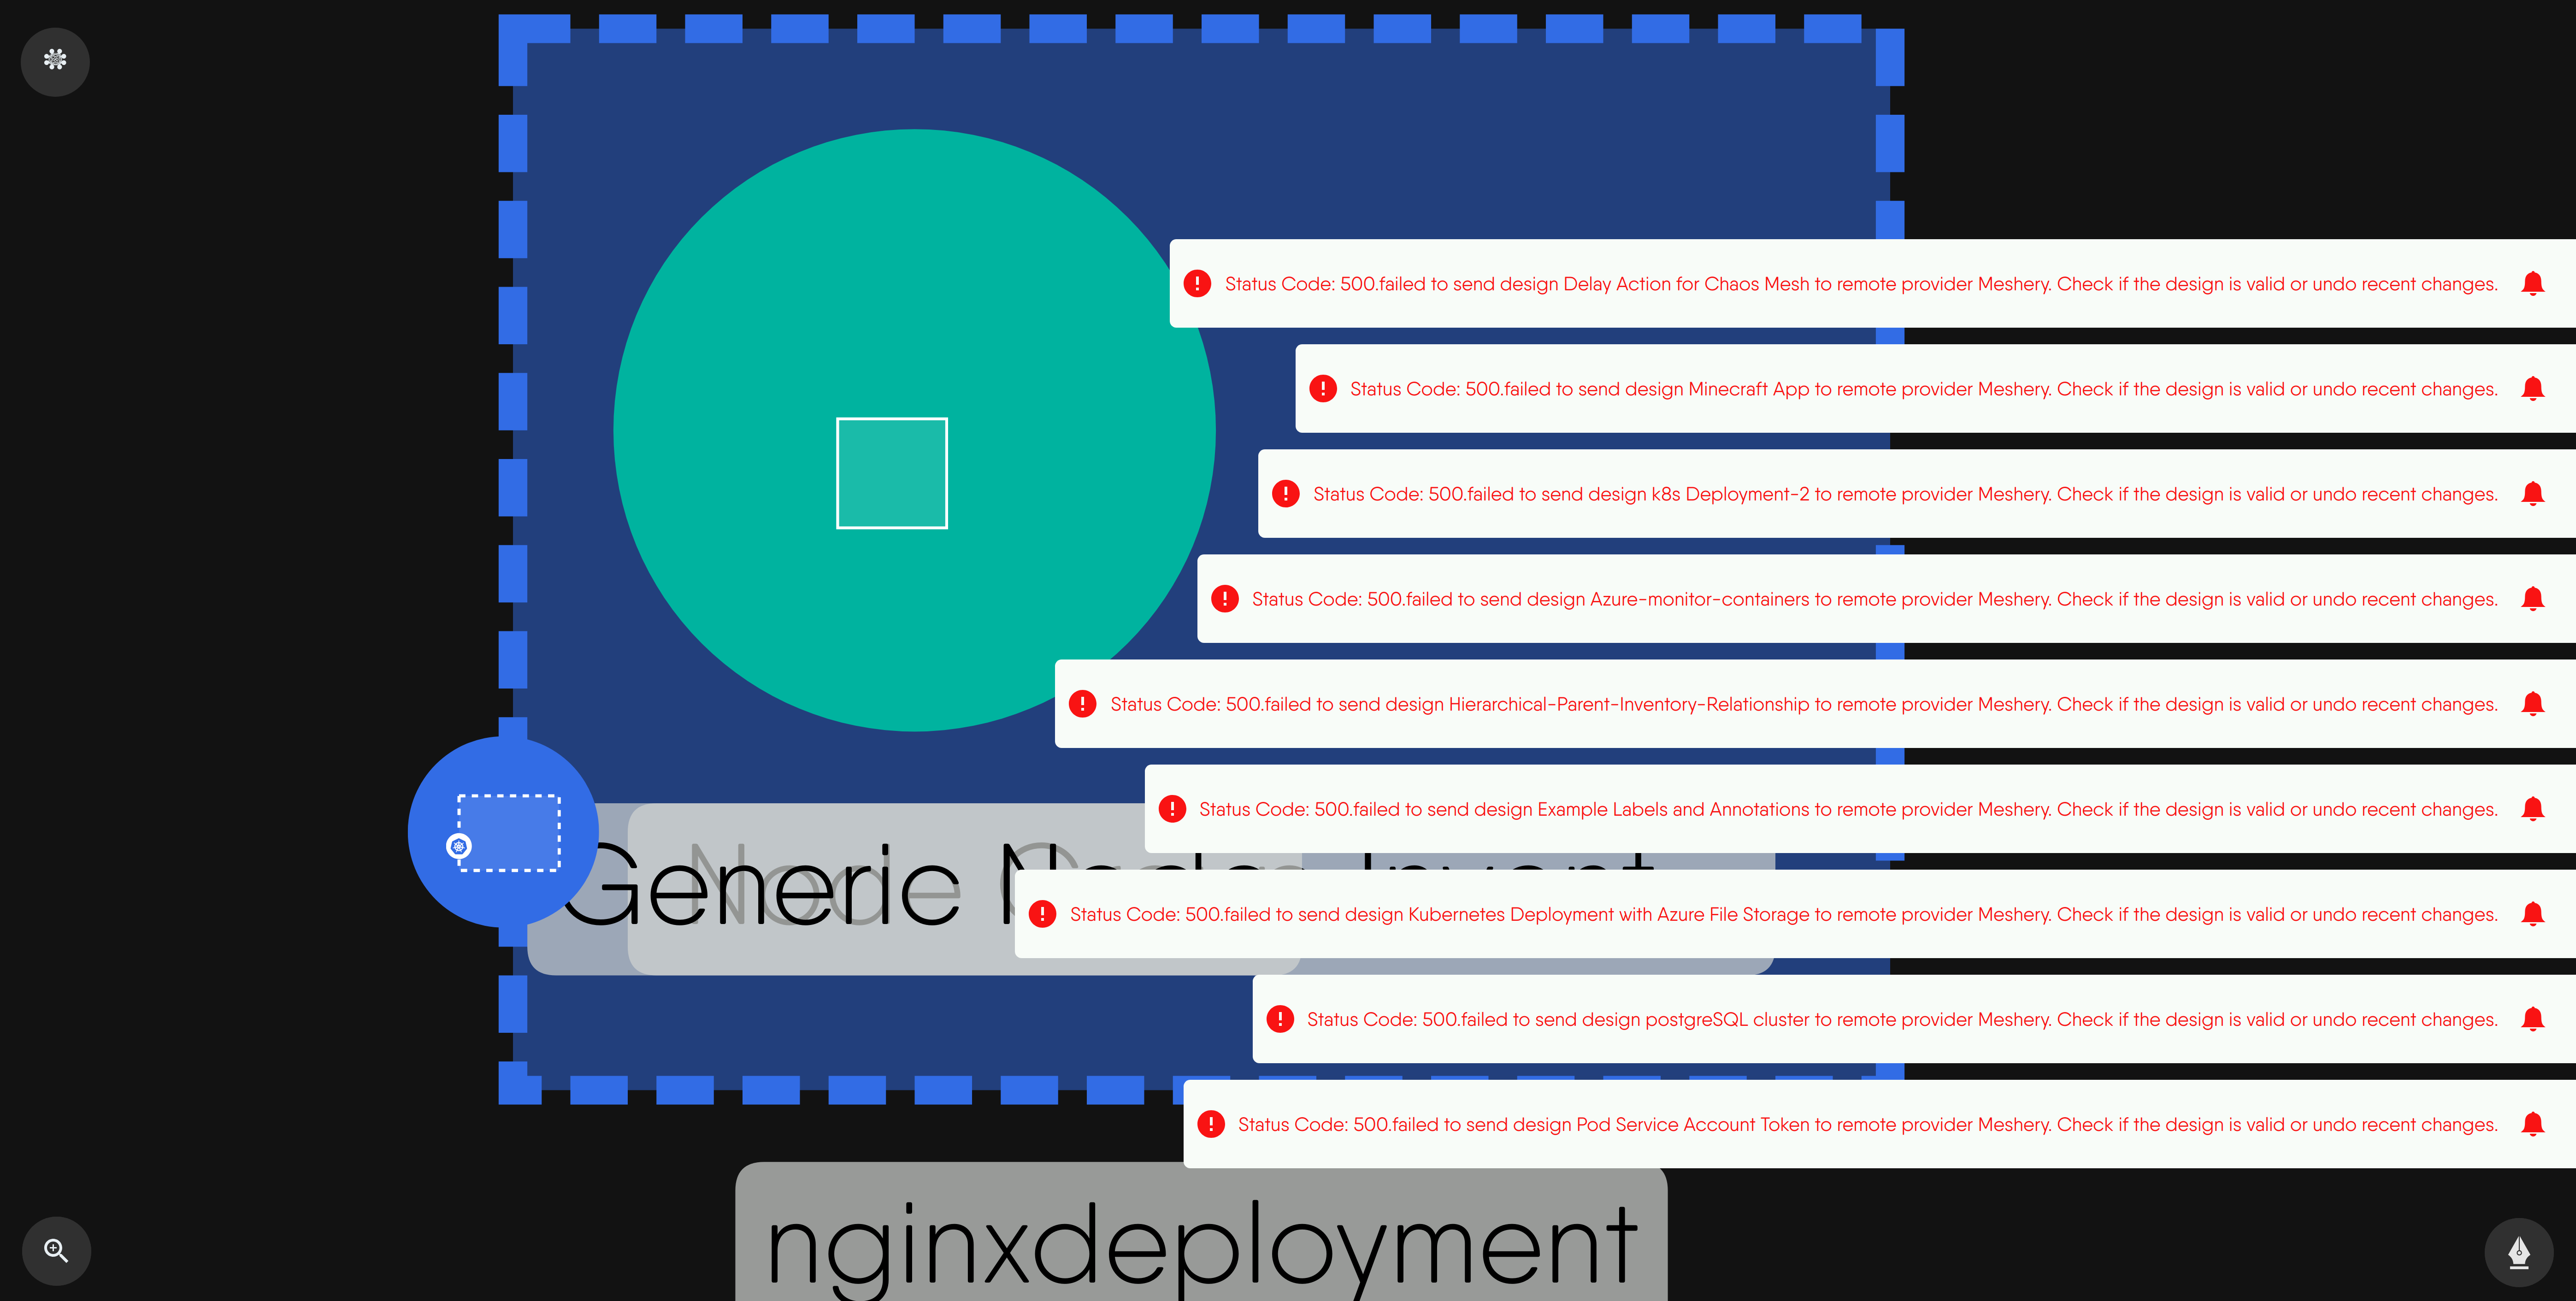 Status Code: 500.failed to send design Delay Action for Chaos Mesh to remote provider Meshery. Check if the design is valid or undo recent changes.
Status Code: 500.failed to send design Minecraft App to remote provider Meshery. Check if the design is valid or undo recent changes.
Status Code: 500.failed to send design k8s Deployment-2 to remote provider Meshery. Check if the design is valid or undo recent changes.
Status Code: 500.failed to send design Azure-monitor-containers to remote provider Meshery. Check if the design is valid or undo recent changes.
Status Code: 500.failed to send design Hierarchical-Parent-Inventory-Relationship to remote provider Meshery. Check if the design is valid or undo recent changes.
Status Code: 500.failed to send design Example Labels and Annotations to remote provider Meshery. Check if the design is valid or undo recent changes.
Generic
Node
Status Code: 500.failed to send design Kubernetes Deployment with Azure File Storage to remote provider Meshery. Check if the design is valid or undo recent changes.
Status Code: 500.failed to send design postgreSQL cluster to remote provider Meshery. Check if the design is valid or undo recent changes.
Status Code: 500.failed to send design Pod Service Account Token to remote provider Meshery. Check if the design is valid or undo recent changes.
nginxdeployment